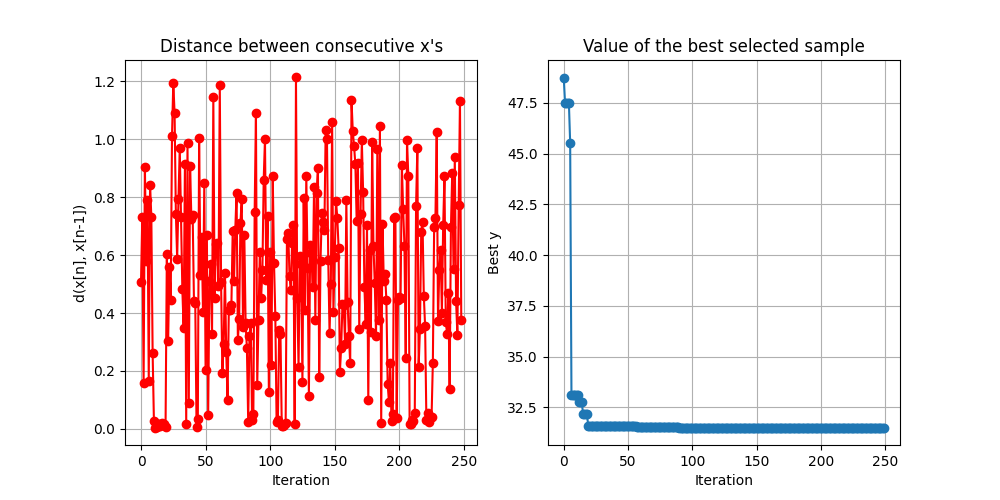 Distance between consecutive x's
1.2
1.0
0.8
0.6
0.4
0.2
0.0
d(x[n], x[n-1])
0 50 100 150 200 250
Iteration
Value of the best selected sample
47.5
45.0
42.5
40.0
37.5
35.0
32.5
Best y
0 50 100 150 200 250
Iteration